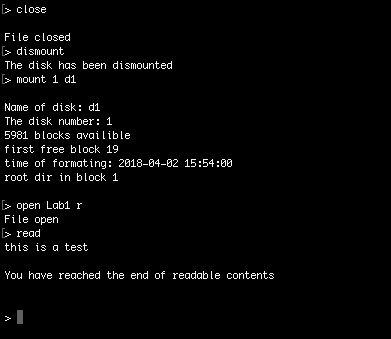 [> close
File closed
[> dismount
The disk has been dismounted
[> mount 1 d1
Name of disk: d1
The disk number: 1
5981 blocks availible
first free block 19
time of formating: 2018-04-02 15:54:00
root dir in block 1
[> open Lab1 r
File open
[> read
this is a test
You have reached the end of readable contents
>